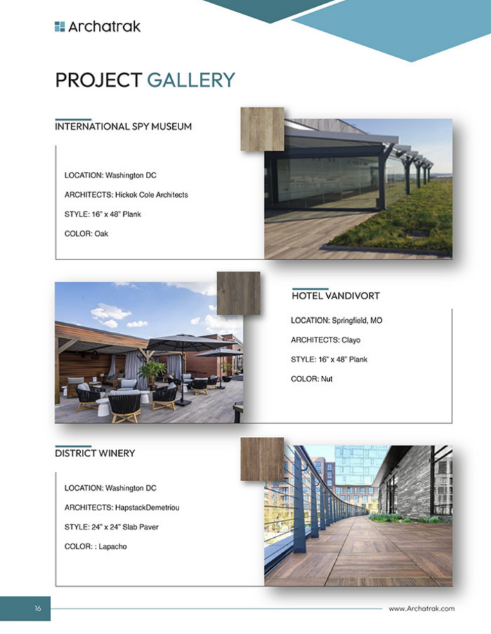 Archatrak
PROJECT GALLERY
INTERNATIONAL SPY MUSEUM
LOCATION: Washington DC
ARCHITECTS: Hickok Cole Architects
STYLE: 16" x 48" Plank
COLOR: Oak
HOTEL VANDIVORT
LOCATION: Springfield, MO
ARCHITECTS: Clayo
STYLE: 16" x 48" Plank
COLOR: Nut
DISTRICT WINERY
LOCATION: Washington DC
ARCHITECTS: HapstackDemetriou
STYLE: 24" x 24" Slab Paver
COLOR: : Lapacho
16
www.Archatrak.com